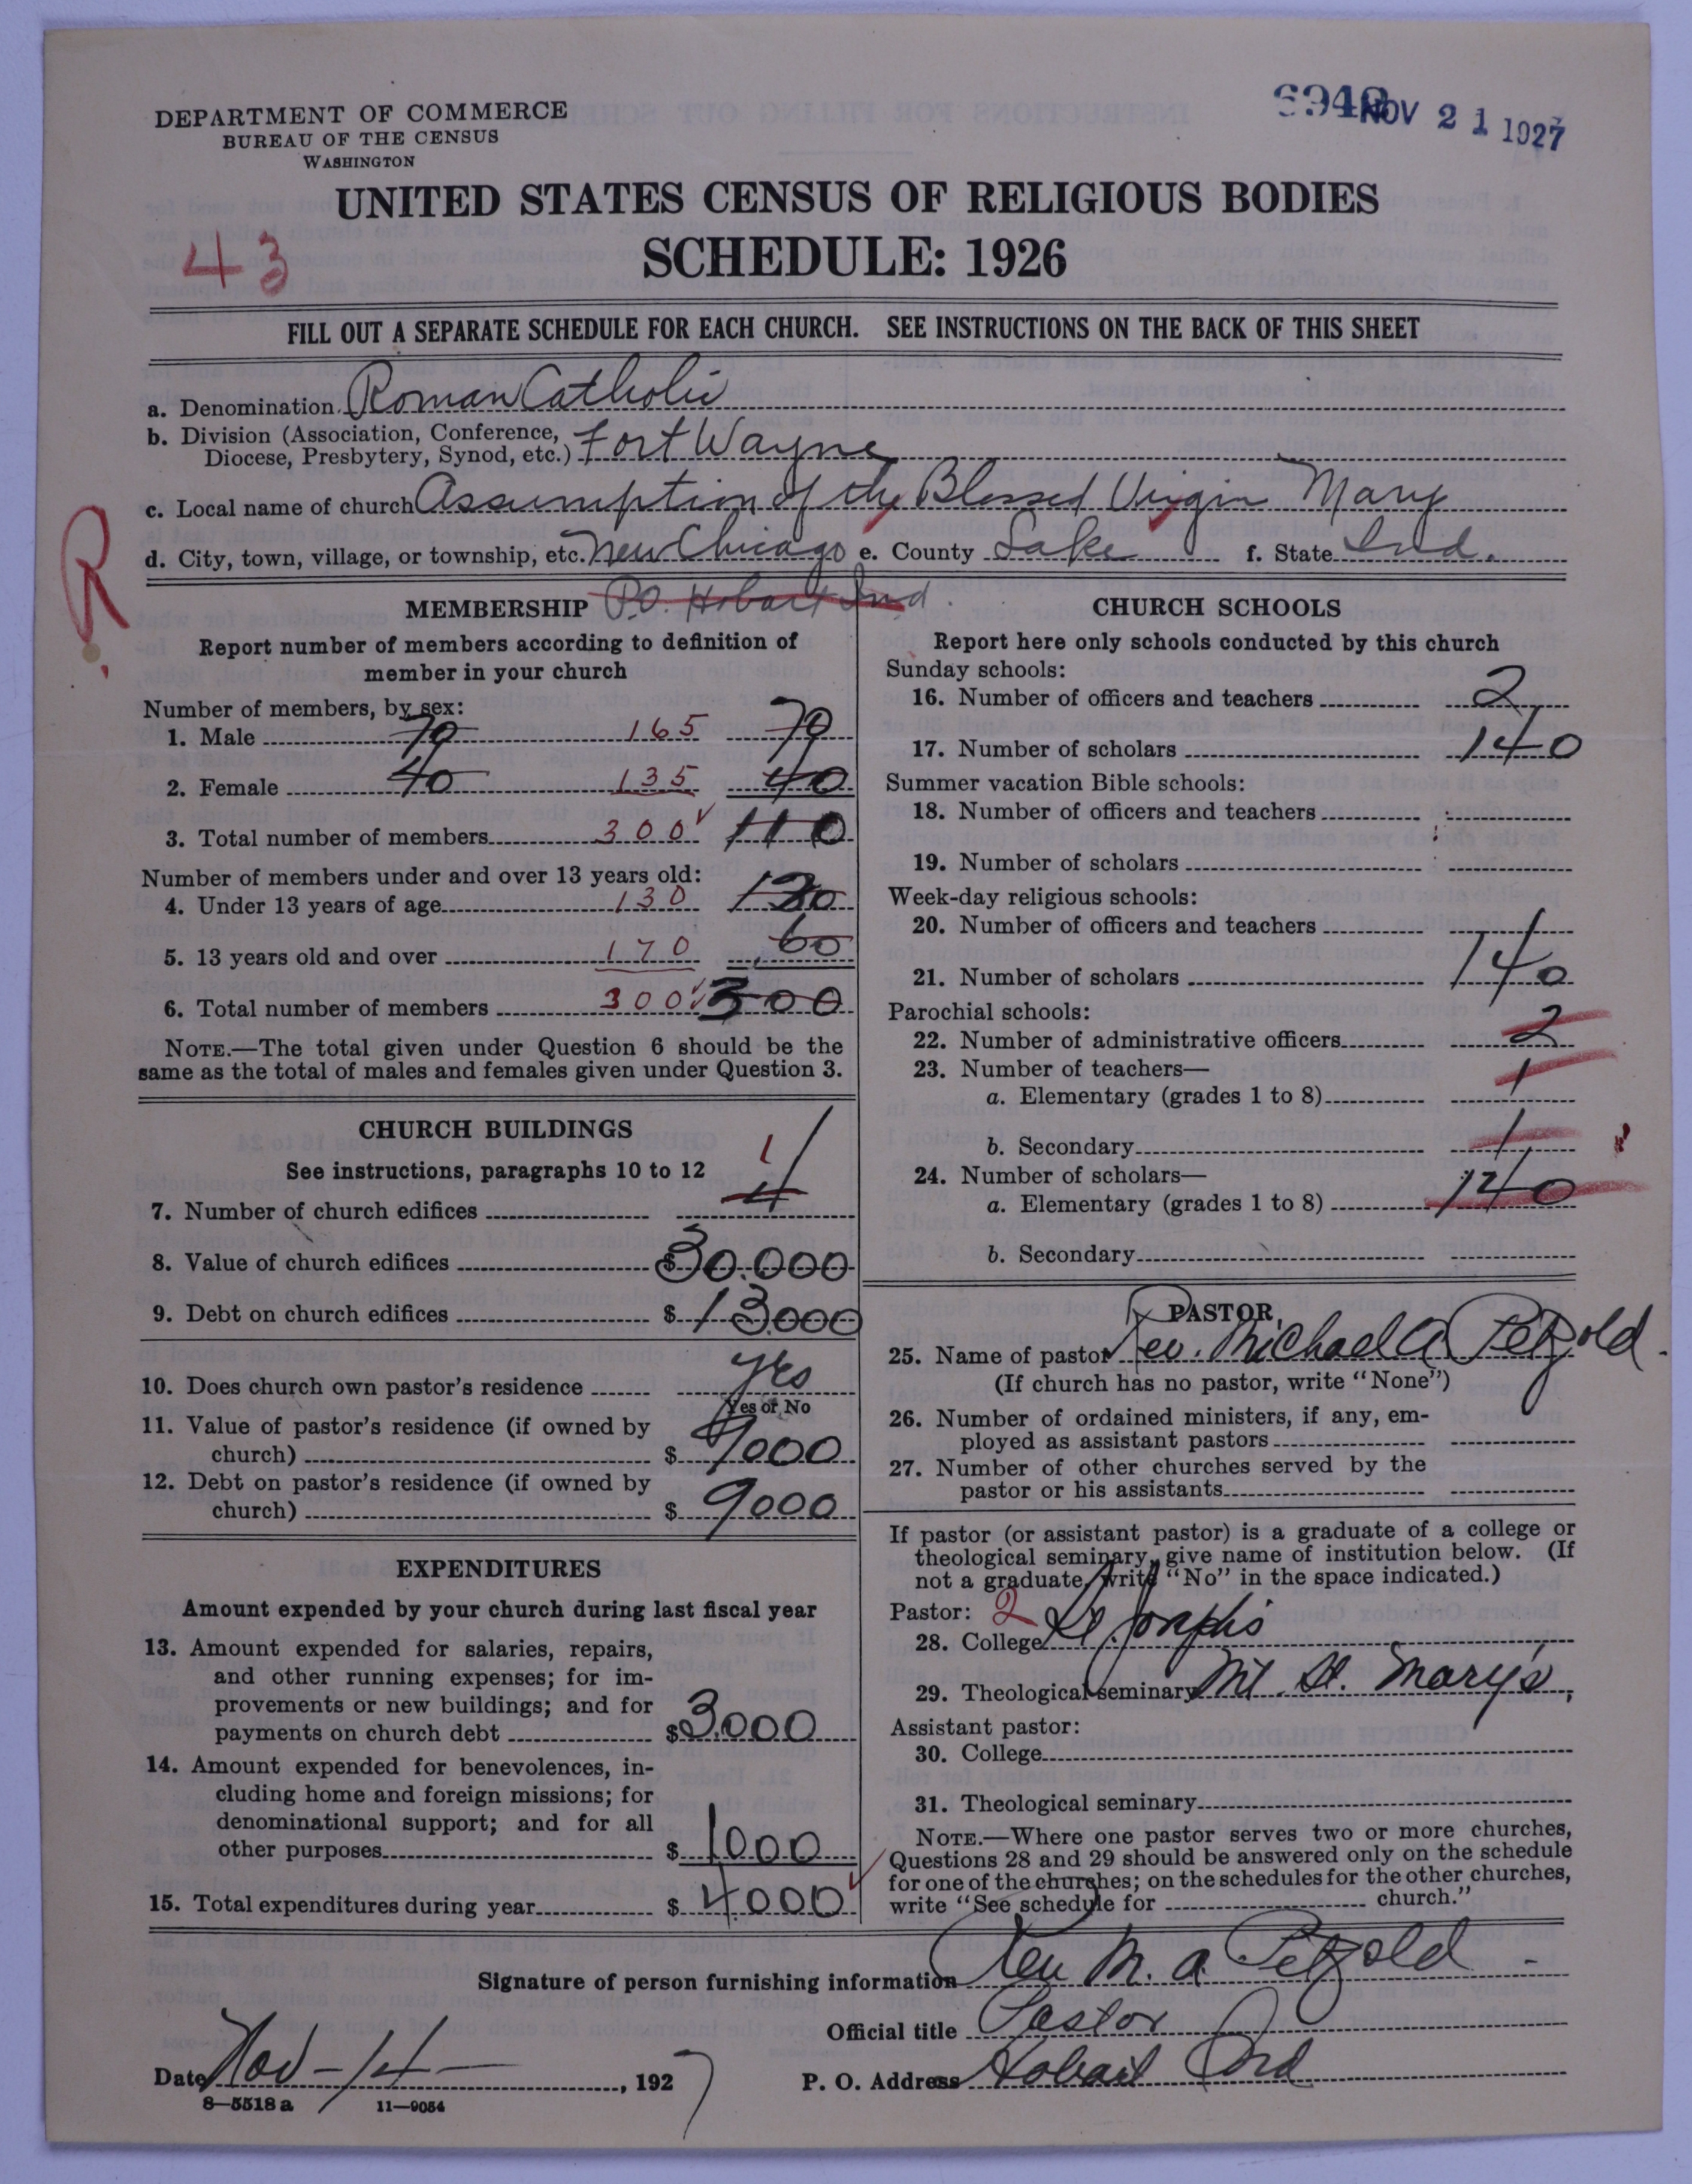 DEPARTMENT OF COMMERCE
BUREAU OF THE CENSUS
WASHINGTON
NOV 21 1927
UNITED STATES CENSUS OF RELIGIOUS BODIES
43
SCHEDULE: 1926
FILL OUT A SEPARATE SCHEDULE FOR EACH CHURCH. SEE INSTRUCTIONS ON THE BACK OF THIS SHEET
a. Denomination Roman Catholic
b. Division (Association, Conference,
Diocese, Presbytery, Synod, etc.) Fort Wayne
c. Local name of church Assumption of the Blessed Virgin Mary
R
d. City, town, village, or township, etc. New Chicago e. County Lake f. State Ind.
MEMBERSHIP P.O. Hobart Ind.
Report number of members according to definition of
member in your church
Number of members, by sex:
1. Male 70 165 70
2. Female 40 135 40
3. Total number of members 300 110
Number of members under and over 13 years old:
4. Under 13 years of age 130
5. 13 years old and over 170 60
6. Total number of members 300 300
NOTE.—The total given under Question 6 should be the
same as the total of males and females given under Question 3.
CHURCH BUILDINGS
See instructions, paragraphs 10 to 12
1
7. Number of church edifices 4
8. Value of church edifices $30.000
9. Debt on church edifices $13000
10. Does church own pastor's residence yes
Yes or No
11. Value of pastor's residence (if owned by
church) $9000
12. Debt on pastor's residence (if owned by
church) $9000
EXPENDITURES
Amount expended by your church during last fiscal year
13. Amount expended for salaries, repairs,
and other running expenses; for im-
provements or new buildings; and for
payments on church debt $3.000
14. Amount expended for benevolences, in-
cluding home and foreign missions; for
denominational support; and for all
other purposes $1000
15. Total expenditures during year $4.000
CHURCH SCHOOLS
Report here only schools conducted by this church
Sunday schools:
16. Number of officers and teachers 2
17. Number of scholars 140
Summer vacation Bible schools:
18. Number of officers and teachers
19. Number of scholars
Week-day religious schools:
20. Number of officers and teachers 1
21. Number of scholars 140
Parochial schools:
22. Number of administrative officers 2
23. Number of teachers— 1
a. Elementary (grades 1 to 8)
b. Secondary 1
24. Number of scholars—
a. Elementary (grades 1 to 8) 140
b. Secondary
PASTOR
25. Name of pastor Rev. Michael A Petzold.
(If church has no pastor, write "None")
26. Number of ordained ministers, if any, em-
ployed as assistant pastors
27. Number of other churches served by the
pastor or his assistants
If pastor (or assistant pastor) is a graduate of a college or
theological seminary, give name of institution below. (If
not a graduate, write "No" in the space indicated.)
Pastor: 2
28. College St Josephs
29. Theological seminary Mt. St. Mary's,
Assistant pastor:
30. College
31. Theological seminary
NOTE.—Where one pastor serves two or more churches,
Questions 28 and 29 should be answered only on the schedule
for one of the churches; on the schedules for the other churches,
write "See schedule for church."
Signature of person furnishing information Rev M. A. Petzold
Official title Pastor
Date Nov-14- , 1927 P. O. Address Hobart Ind
8—5518 a 11—9054